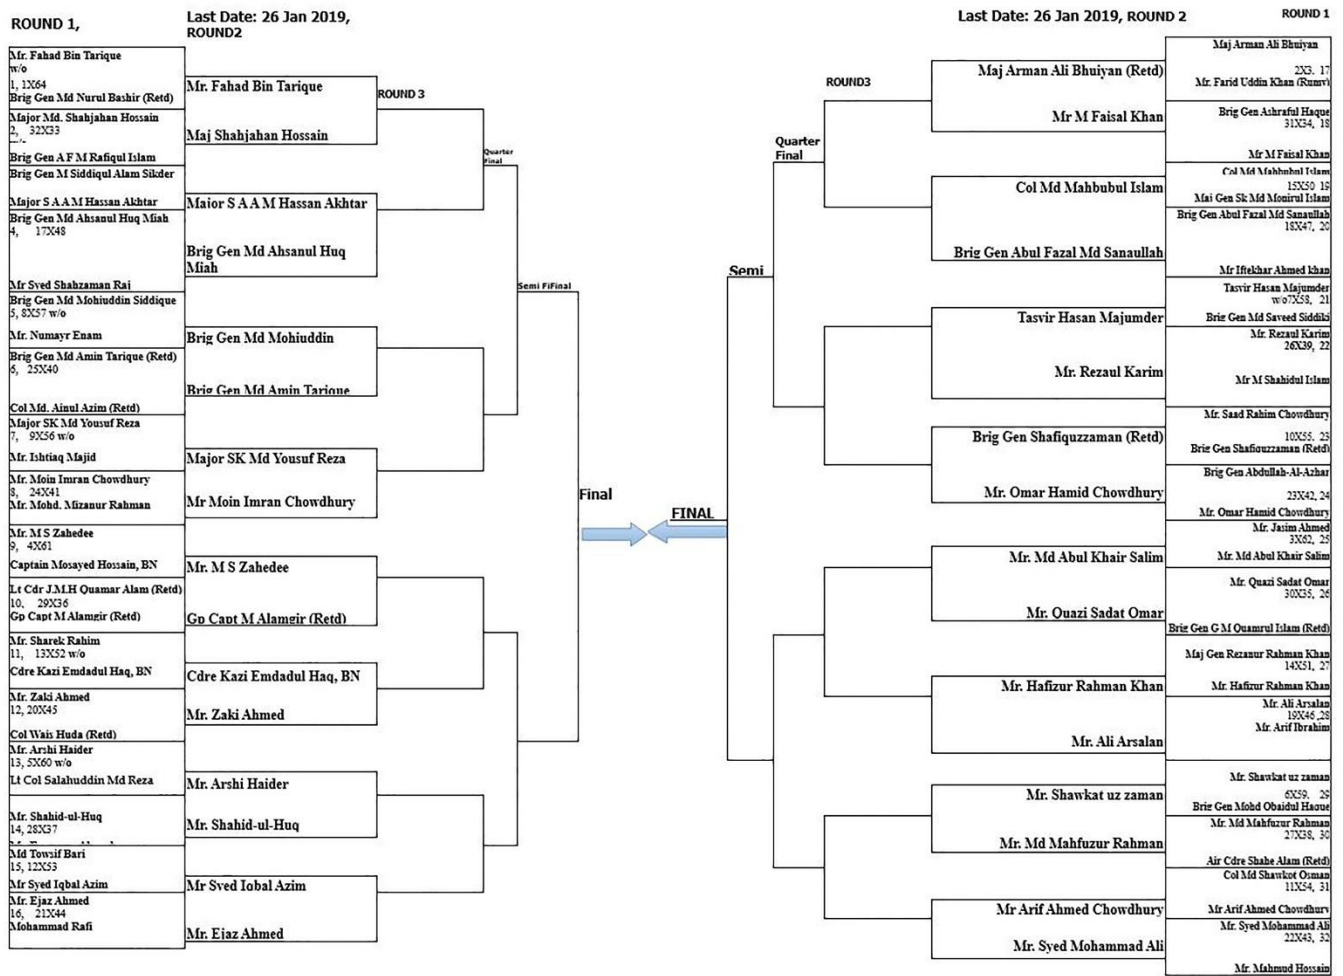 ROUND 1,
Last Date: 26 Jan 2019,
ROUND2
Mr. Fahad Bin Tarique
w/o
1, 1X64
Brig Gen Md Nurul Bashir (Retd)
Major Md. Shahjahan Hossain
2, 32X33
Brig Gen A F M Rafiqul Islam
Brig Gen M Siddiqul Alam Sikder
Major S A A M Hassan Akhtar
Brig Gen Md Ahsanul Huq Miah
4, 17X48
Mr Syed Shahzaman Raj
Brig Gen Md Mohiuddin Siddique
5, 8X57 w/o
Mr. Numayr Enam
Brig Gen Md Amin Tarique (Retd)
6, 25X40
Col Md. Ainul Azim (Retd)
Major SK Md Yousuf Reza
7, 9X56 w/o
Mr. Ishtiaq Majid
Mr. Moin Imran Chowdhury
8, 24X41
Mr. Mohd. Mizanur Rahman
Mr. M S Zahedee
9, 4X61
Captain Mosayed Hossain, BN
Lt Cdr J.M.H Quamar Alam (Retd)
10, 29X36
Gp Capt M Alamgir (Retd)
Mr. Sharek Rahim
11, 13X52 w/o
Cdre Kazi Emdadul Haq, BN
Mr. Zaki Ahmed
12, 20X45
Col Wais Huda (Retd)
Mr. Arshi Haider
13, 5X60 w/o
Lt Col Salahuddin Md Reza
Mr. Shahid-ul-Huq
14, 28X37
Md Towsif Bari
15, 12X53
Mr Syed Iqbal Azim
Mr. Ejaz Ahmed
16, 21X44
Mohammad Rafi
Mr. Fahad Bin Tarique
Maj Shahjahan Hossain
Maior S A A M Hassan Akhtar
Brig Gen Md Ahsanul Huq
Miah
Brig Gen Md Mohiuddin
Brig Gen Md Amin Tarique
Major SK Md Yousuf Reza
Mr Moin Imran Chowdhury
Mr. M S Zahedee
Gp Capt M Alamgir (Retd)
Cdre Kazi Emdadul Haq, BN
Mr. Zaki Ahmed
Mr. Arshi Haider
Mr. Shahid-ul-Huq
Mr Syed Iqbal Azim
Mr. Ejaz Ahmed
ROUND 3
Quarter
Final
Semi FiFinal
Final
FINAL
Semi
Quarter
Final
ROUND3
Last Date: 26 Jan 2019, ROUND 2
ROUND 1
Maj Arman Ali Bhuiyan (Retd)
Mr M Faisal Khan
Col Md Mahbubul Islam
Brig Gen Abul Fazal Md Sanaullah
Tasvir Hasan Majumder
Mr. Rezaul Karim
Brig Gen Shafiquzzaman (Retd)
Mr. Omar Hamid Chowdhury
Mr. Md Abul Khair Salim
Mr. Quazi Sadat Omar
Mr. Hafizur Rahman Khan
Mr. Ali Arsalan
Mr. Shawkat uz zaman
Mr. Md Mahfuzur Rahman
Mr Arif Ahmed Chowdhury
Mr. Syed Mohammad Ali
Maj Arman Ali Bhuiyan
2X3. 17
Mr. Farid Uddin Khan (Rumy)
Brig Gen Ashraful Haque
31X34, 18
Mr M Faisal Khan
Col Md Mahbubul Islam
15X50 19
Mai Gen Sk Md Monirul Islam
Brig Gen Abul Fazal Md Sanaullah
18X47, 20
Mr Iftekhar Ahmed khan
Tasvir Hasan Majumder
w/o7X58, 21
Brig Gen Md Sayeed Siddiki
Mr. Rezaul Karim
26X39, 22
Mr M Shahidul Islam
Mr. Saad Rahim Chowdhury
10X55. 23
Brig Gen Shafiquzzaman (Retd)
Brig Gen Abdullah-Al-Azhar
23X42, 24
Mr. Omar Hamid Chowdhury
Mr. Jasim Ahmed
3X62, 25
Mr. Md Abul Khair Salim
Mr. Quazi Sadat Omar
30X35, 26
Brig Gen G M Quamrul Islam (Retd)
Maj Gen Rezanur Rahman Khan
14X51, 27
Mr. Hafizur Rahman Khan
Mr. Ali Arsalan
19X46 ,28
Mr. Arif Ibrahim
Mr. Shawkat uz zaman
6X59. 29
Brig Gen Mohd Obaidul Haque
Mr. Md Mahfuzur Rahman
27X38, 30
Air Cdre Shahe Alam (Retd)
Col Md Shawkot Osman
11X54, 31
Mr Arif Ahmed Chowdhury
Mr. Syed Mohammad Ali
22X43, 32
Mr. Mahmud Hossain